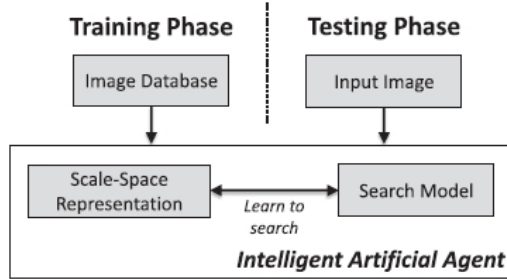 Training Phase
Testing Phase
Image Database
Input Image
Scale-Space
Representation
Search Model
Learn to
search
Intelligent Artificial Agent